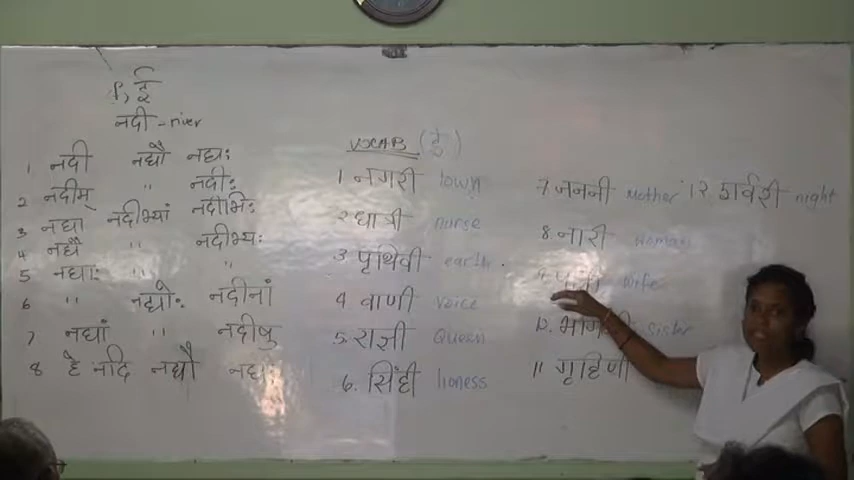 ई
नदी - river
1 नदी नद्यौ नद्यः
2 नदीम् " नदीः
3 नद्या नदीभ्यां नदीभिः
4 नद्यै " नदीभ्यः
5 नद्याः " "
6 " नद्योः नदीनां
7 नद्यां " नदीषु
8 हे नदि नद्यौ नद्यः
VOCAB (ई)
1. नगरी town
2. धात्री nurse
3. पृथिवी earth
4. वाणी voice
5. राज्ञी Queen
6. सिंही lioness
7. जननी Mother
8. नारी woman
wife
10. sister
11 गृहिणी
12. शर्वरी night